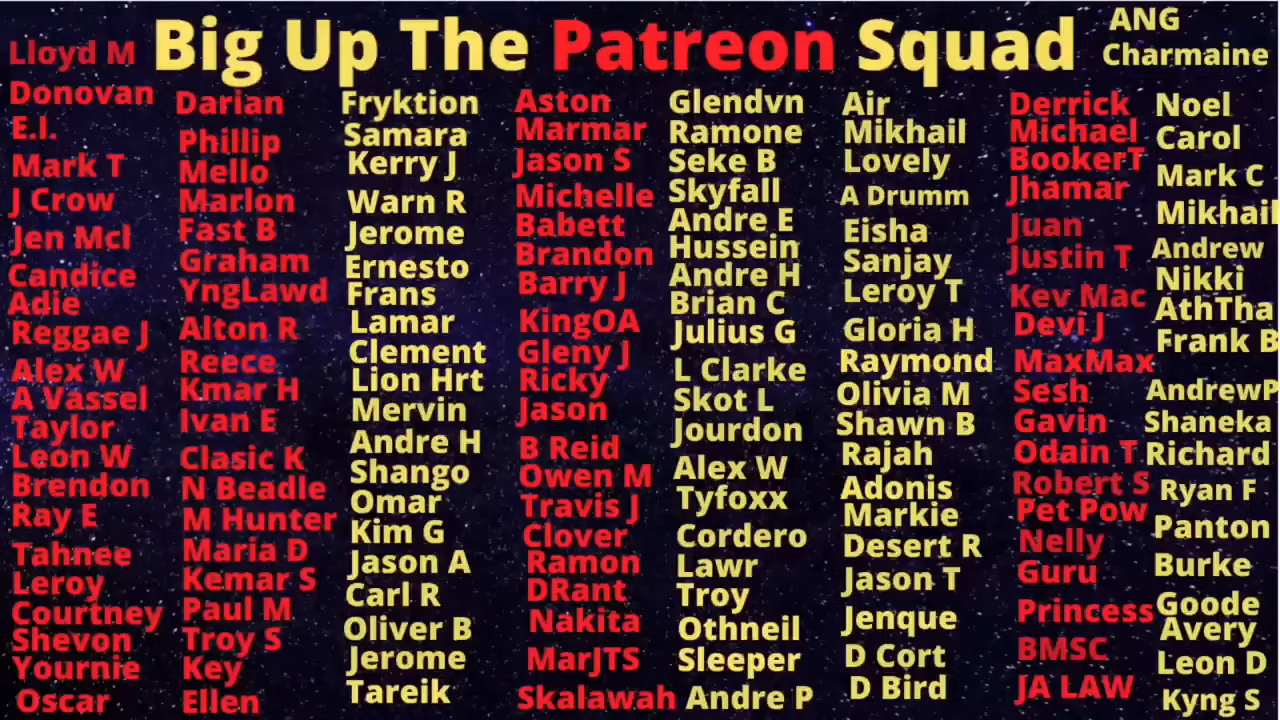 Big Up The Patreon Squad
ANG
Charmaine
Lloyd M
Donovan
E.I.
Mark T
J Crow
Jen Mcl
Candice
Adie
Reggae J
Alex W
A Vassel
Taylor
Leon W
Brendon
Ray E
Tahnee
Leroy
Courtney
Shevon
Yournie
Oscar
Darian
Phillip
Mello
Marlon
Fast B
Graham
YngLawd
Alton R
Reece
Kmar H
Ivan E
Clasic K
N Beadle
M Hunter
Maria D
Kemar S
Paul M
Troy S
Key
Ellen
Fryktion
Samara
Kerry J
Warn R
Jerome
Ernesto
Frans
Lamar
Clement
Lion Hrt
Mervin
Andre H
Shango
Omar
Kim G
Jason A
Carl R
Oliver B
Jerome
Tareik
Aston
Marmar
Jason S
Michelle
Babett
Brandon
Barry J
KingOA
Gleny J
Ricky
Jason
B Reid
Owen M
Travis J
Clover
Ramon
DRant
Nakita
MarJTS
Skalawah
Glendvn
Ramone
Seke B
Skyfall
Andre E
Hussein
Andre H
Brian C
Julius G
L Clarke
Skot L
Jourdon
Alex W
Tyfoxx
Cordero
Lawr
Troy
Othneil
Sleeper
Andre P
Air
Mikhail
Lovely
A Drumm
Eisha
Sanjay
Leroy T
Gloria H
Raymond
Olivia M
Shawn B
Rajah
Adonis
Markie
Desert R
Jason T
Jenque
D Cort
D Bird
Derrick
Michael
BookerT
Jhamar
Juan
Justin T
Kev Mac
Devi J
MaxMax
Sesh
Gavin
Odain T
Robert S
Pet Pow
Nelly
Guru
Princess
BMSC
JA LAW
Noel
Carol
Mark C
Mikhail
Andrew
Nikki
AthTha
Frank B
AndrewP
Shaneka
Richard
Ryan F
Panton
Burke
Goode
Avery
Leon D
Kyng S